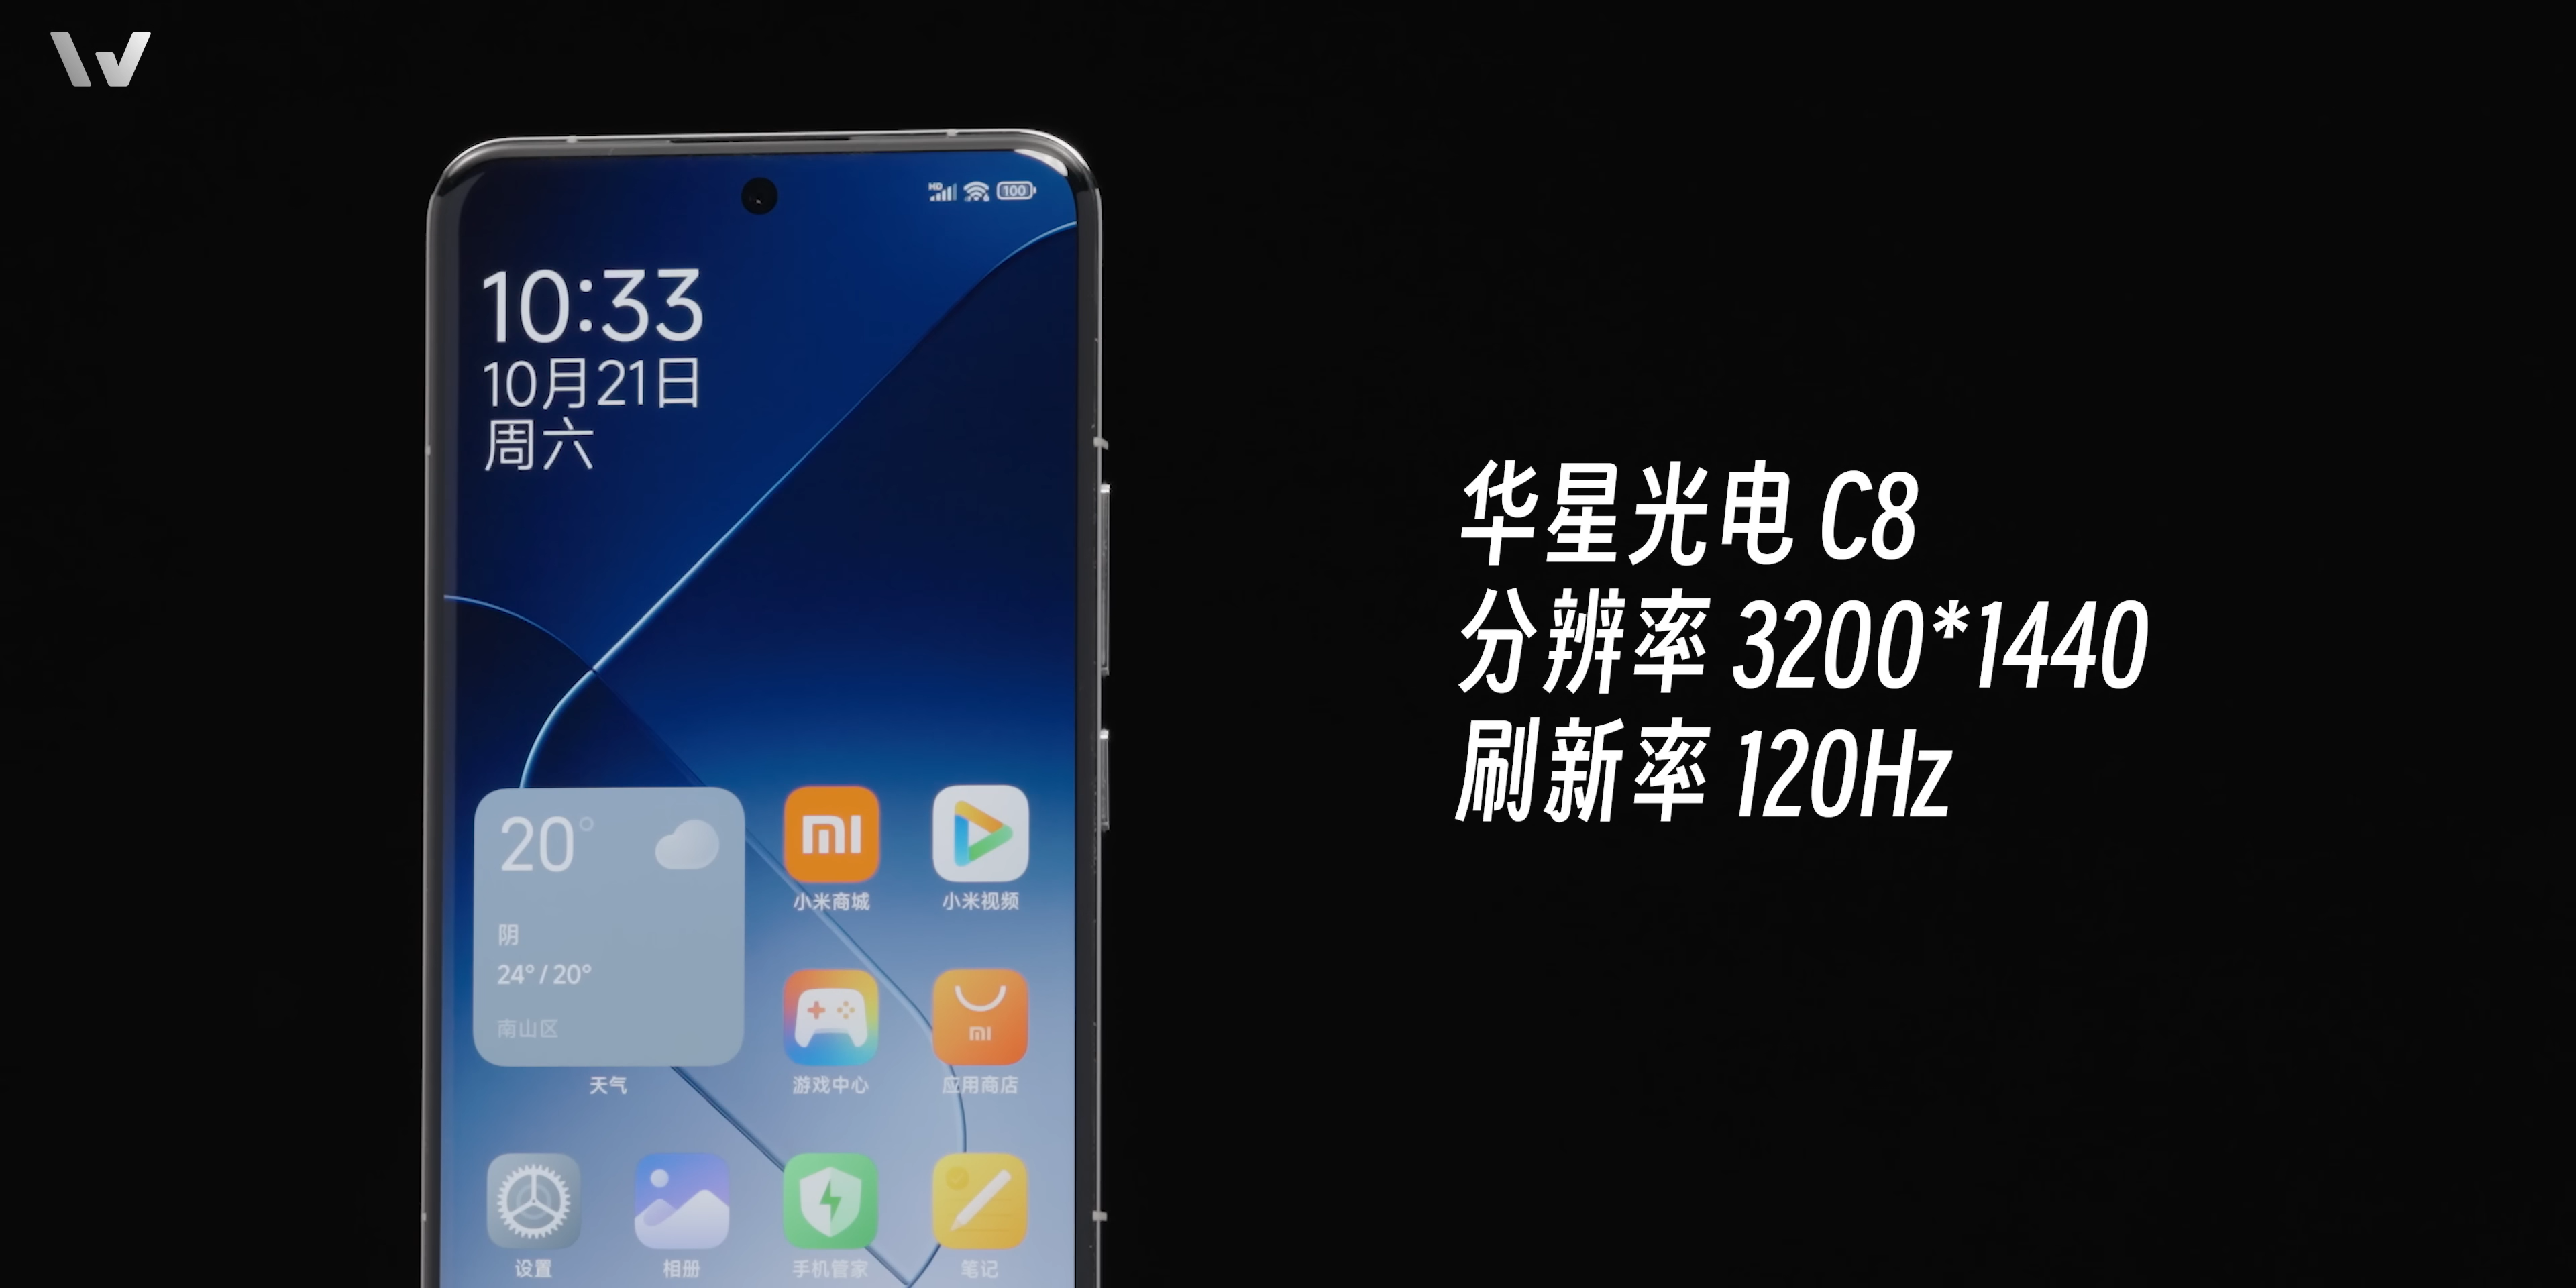 W
HD
100
10:33
10月21日
周六
华星光电 C8
分辨率 3200*1440
刷新率 120Hz
20°
小米商城
小米视频
阴
24° / 20°
南山区
天气
mi
游戏中心
应用商店
设置
相册
手机管家
笔记